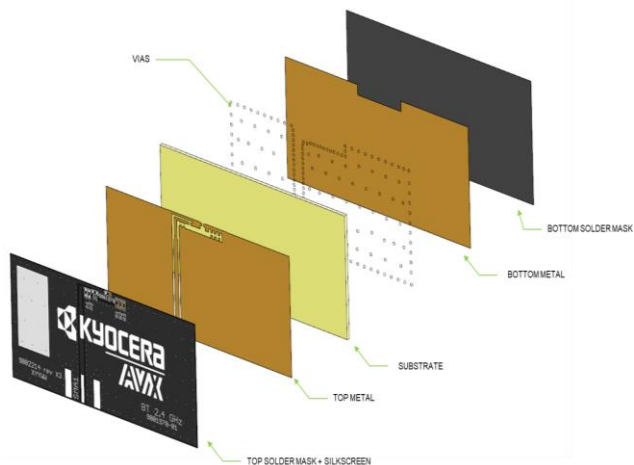 VIAS
BOTTOM SOLDER MASK
BOTTOM METAL
SUBSTRATE
TOP METAL
KYOCERA
AVX
SMA1
BT 2.4 GHz
TOP SOLDER MASK + SILKSCREEN